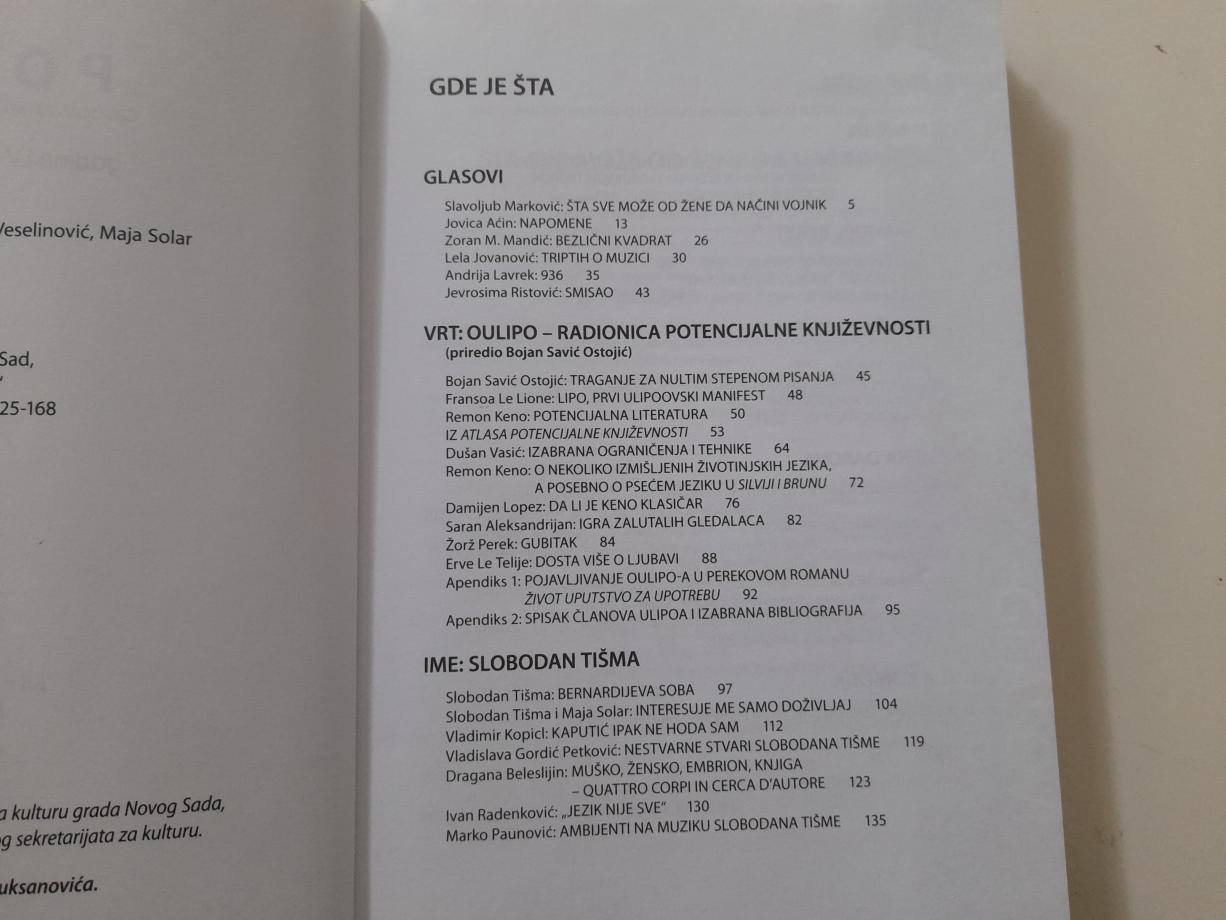 Veselinović, Maja Solar
Sad,
25-168
a kulturu grada Novog Sada,
og sekretarijata za kulturu.
uksanovića.
GDE JE ŠTA
GLASOVI
Slavoljub Marković: ŠTA SVE MOŽE OD ŽENE DA NAČINI VOJNIK 5
Jovica Aćin: NAPOMENE 13
Zoran M. Mandić: BEZLIČNI KVADRAT 26
Lela Jovanović: TRIPTIH O MUZICI 30
Andrija Lavrek: 936 35
Jevrosima Ristović: SMISAO 43
VRT: OULIPO – RADIONICA POTENCIJALNE KNJIŽEVNOSTI
(priredio Bojan Savić Ostojić)
Bojan Savić Ostojić: TRAGANJE ZA NULTIM STEPENOM PISANJA 45
Fransoa Le Lione: LIPO, PRVI ULIPOOVSKI MANIFEST 48
Remon Keno: POTENCIJALNA LITERATURA 50
IZ ATLASA POTENCIJALNE KNJIŽEVNOSTI 53
Dušan Vasić: IZABRANA OGRANIČENJA I TEHNIKE 64
Remon Keno: O NEKOLIKO IZMIŠLJENIH ŽIVOTINJSKIH JEZIKA,
A POSEBNO O PSEĆEM JEZIKU U SILVIJI I BRUNU 72
Damijen Lopez: DA LI JE KENO KLASIČAR 76
Saran Aleksandrijan: IGRA ZALUTALIH GLEDALACA 82
Žorž Perek: GUBITAK 84
Erve Le Telije: DOSTA VIŠE O LJUBAVI 88
Apendiks 1: POJAVLJIVANJE OULIPO-A U PEREKOVOM ROMANU
ŽIVOT UPUTSTVO ZA UPOTREBU 92
Apendiks 2: SPISAK ČLANOVA ULIPOA I IZABRANA BIBLIOGRAFIJA 95
IME: SLOBODAN TIŠMA
Slobodan Tišma: BERNARDIJEVA SOBA 97
Slobodan Tišma i Maja Solar: INTERESUJE ME SAMO DOŽIVLJAJ 104
Vladimir Kopicl: KAPUTIĆ IPAK NE HODA SAM 112
Vladislava Gordić Petković: NESTVARNE STVARI SLOBODANA TIŠME 119
Dragana Beleslijin: MUŠKO, ŽENSKO, EMBRION, KNJIGA
– QUATTRO CORPI IN CERCA D'AUTORE 123
Ivan Radenković: „JEZIK NIJE SVE“ 130
Marko Paunović: AMBIJENTI NA MUZIKU SLOBODANA TIŠME 135